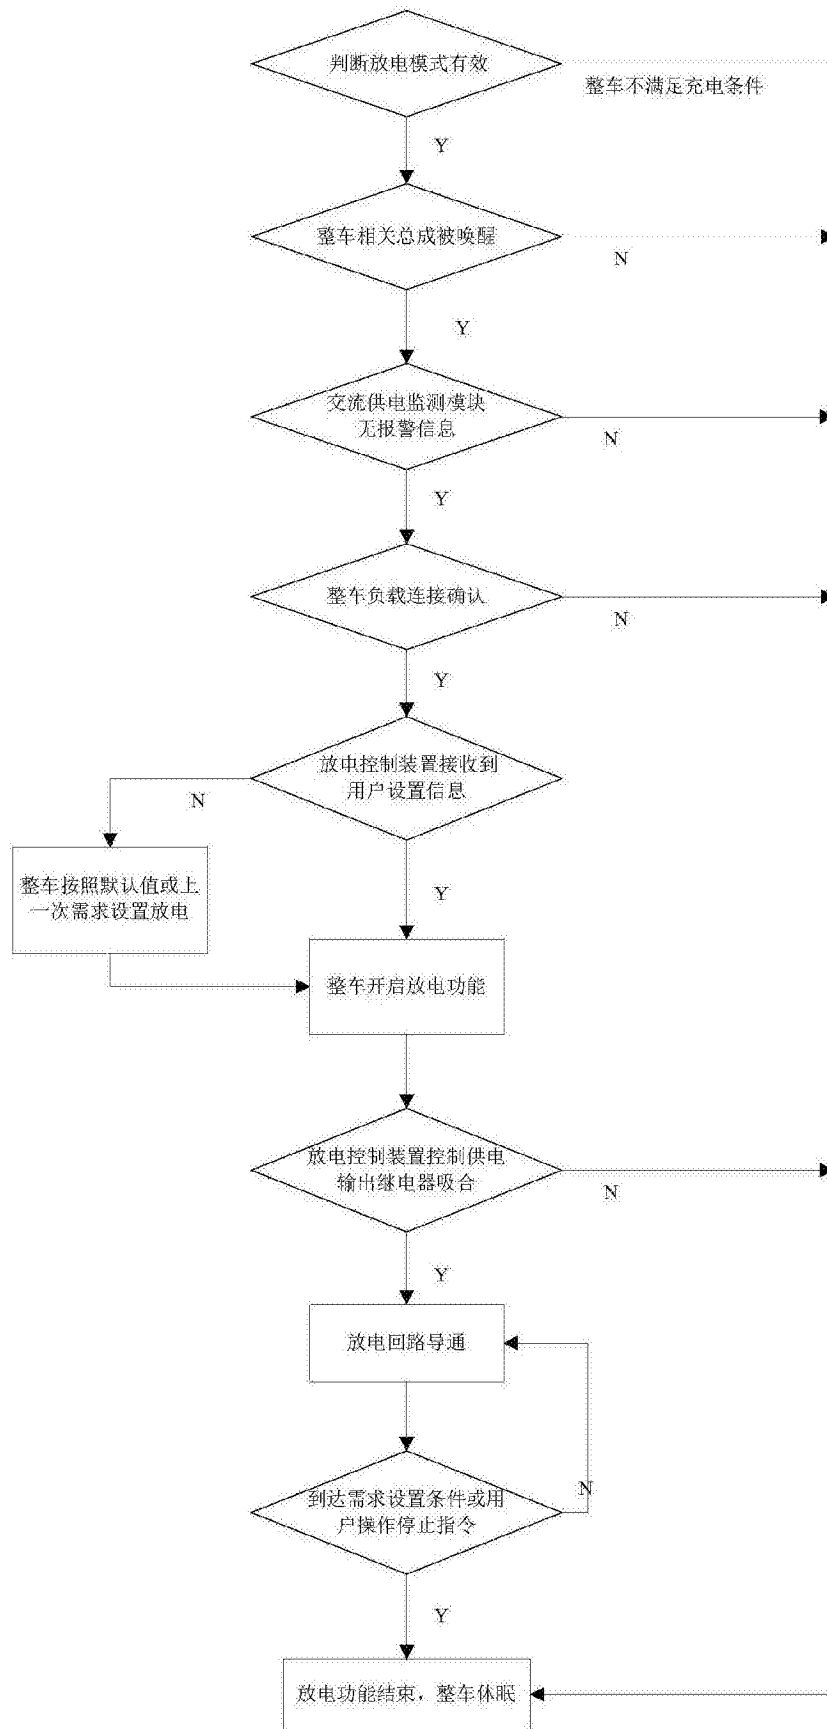 判断放电模式有效
整车不满足充电条件
Y
整车相关总成被唤醒
N
Y
交流供电监测模块
无报警信息
N
Y
整车负载连接确认
N
Y
放电控制装置接收到
用户设置信息
N
整车按照默认值或上
一次需求设置放电
Y
整车开启放电功能
放电控制装置控制供电
输出继电器吸合
N
Y
放电回路导通
N
到达需求设置条件或用
户操作停止指令
Y
放电功能结束，整车休眠